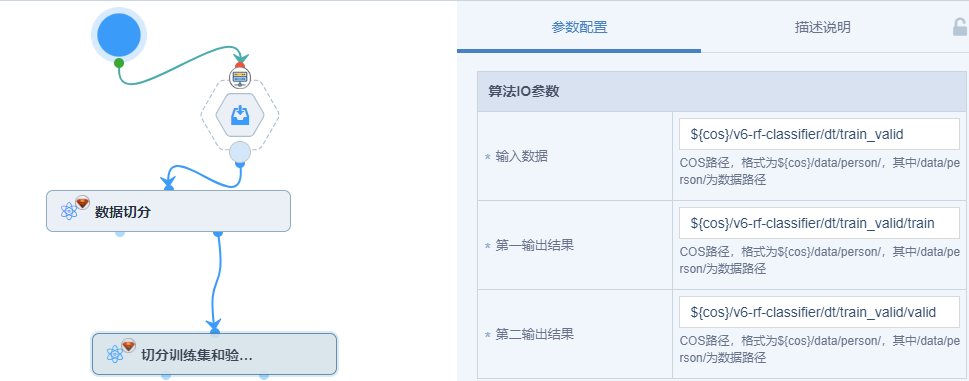 参数配置
描述说明
算法IO参数
* 输入数据
${cos}/v6-rf-classifier/dt/train_valid
COS路径，格式为${cos}/data/person/，其中/data/pe
rson/为数据路径
* 第一输出结果
${cos}/v6-rf-classifier/dt/train_valid/train
COS路径，格式为${cos}/data/person/，其中/data/pe
rson/为数据路径
* 第二输出结果
${cos}/v6-rf-classifier/dt/train_valid/valid
COS路径，格式为${cos}/data/person/，其中/data/pe
rson/为数据路径
数据切分
切分训练集和验...